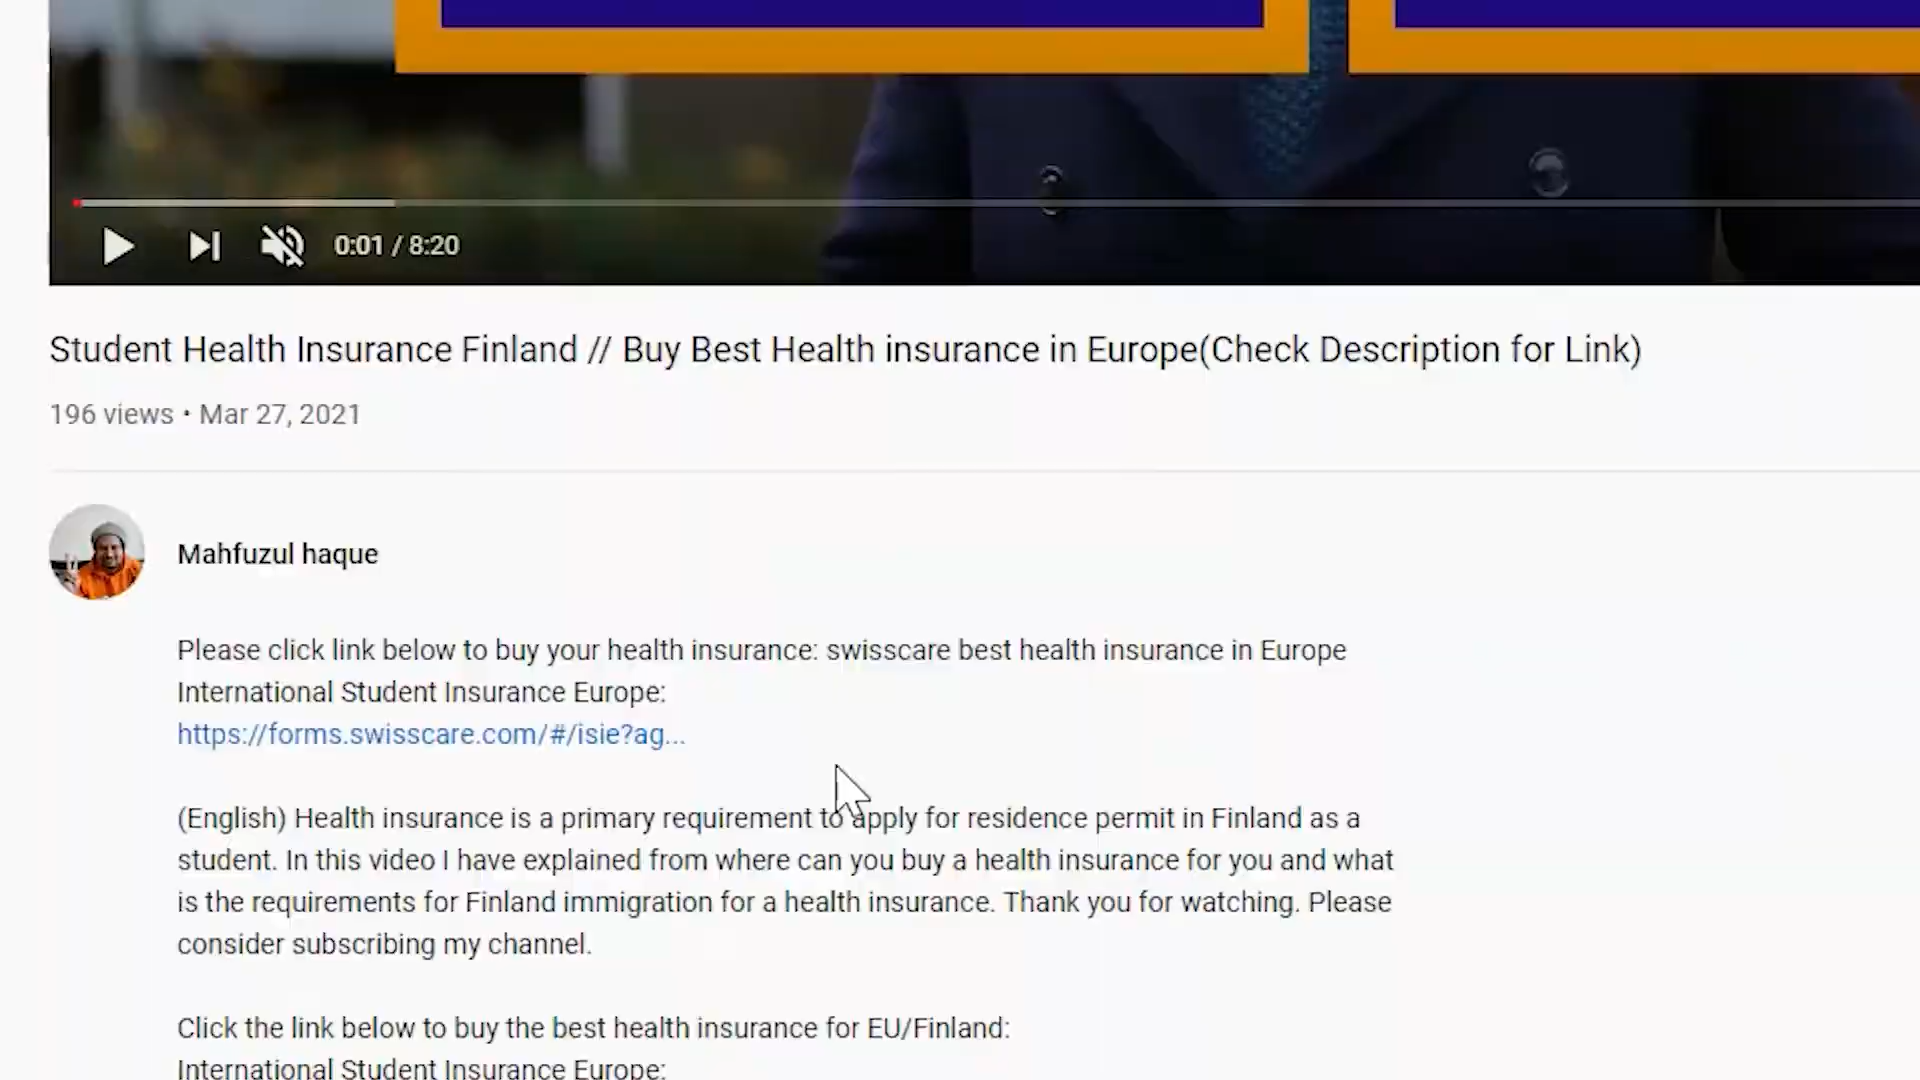 0:01 / 8:20
Student Health Insurance Finland // Buy Best Health insurance in Europe(Check Description for Link)
196 views • Mar 27, 2021
Mahfuzul haque
Please click link below to buy your health insurance: swisscare best health insurance in Europe
International Student Insurance Europe:
https://forms.swisscare.com/#/isie?ag...
(English) Health insurance is a primary requirement to apply for residence permit in Finland as a
student. In this video I have explained from where can you buy a health insurance for you and what
is the requirements for Finland immigration for a health insurance. Thank you for watching. Please
consider subscribing my channel.
Click the link below to buy the best health insurance for EU/Finland:
International Student Insurance Europe: